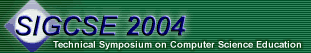 SIGCSE 2004
Technical Symposium on Computer Science Education